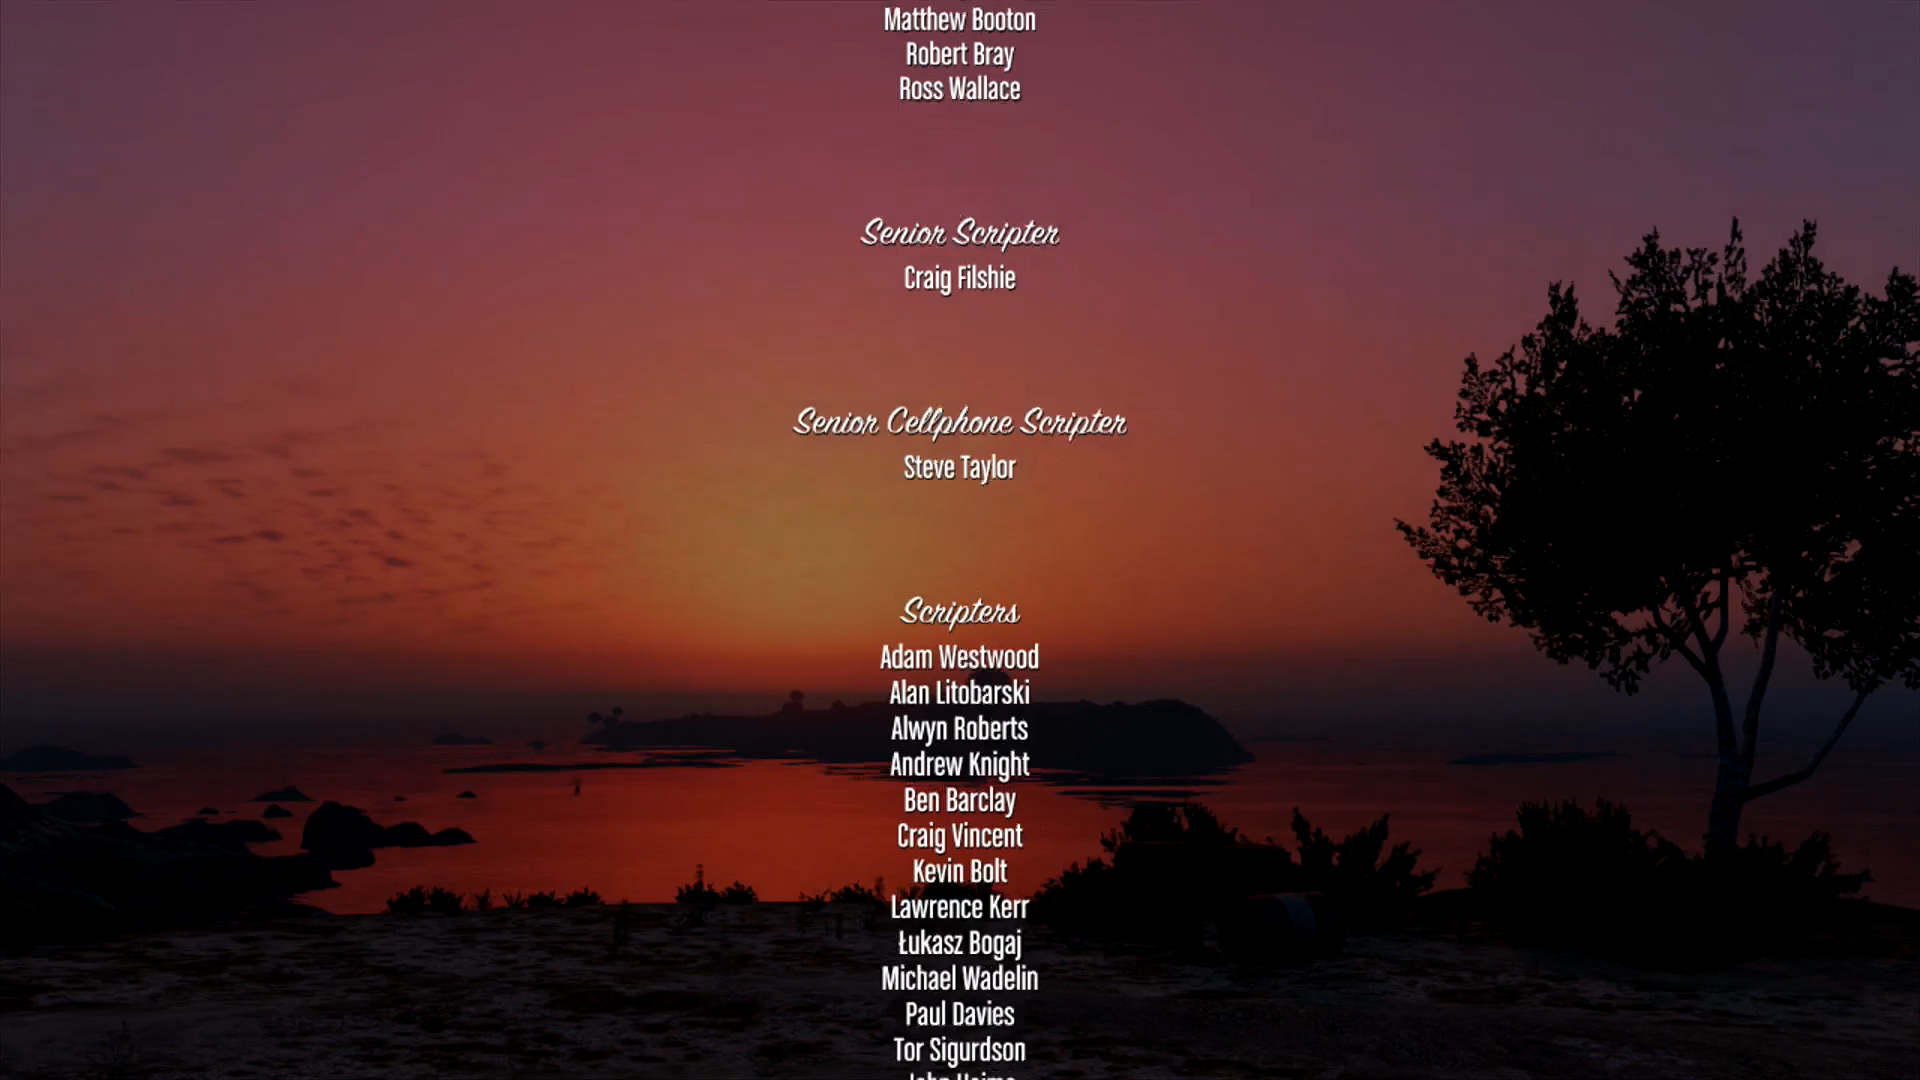 Matthew Booton
Robert Bray
Ross Wallace
Senior Scripter
Craig Filshie
Senior Cellphone Scripter
Steve Taylor
Scripters
Adam Westwood
Alan Litobarski
Alwyn Roberts
Andrew Knight
Ben Barclay
Craig Vincent
Kevin Bolt
Lawrence Kerr
Łukasz Bogaj
Michael Wadelin
Paul Davies
Tor Sigurdson
John